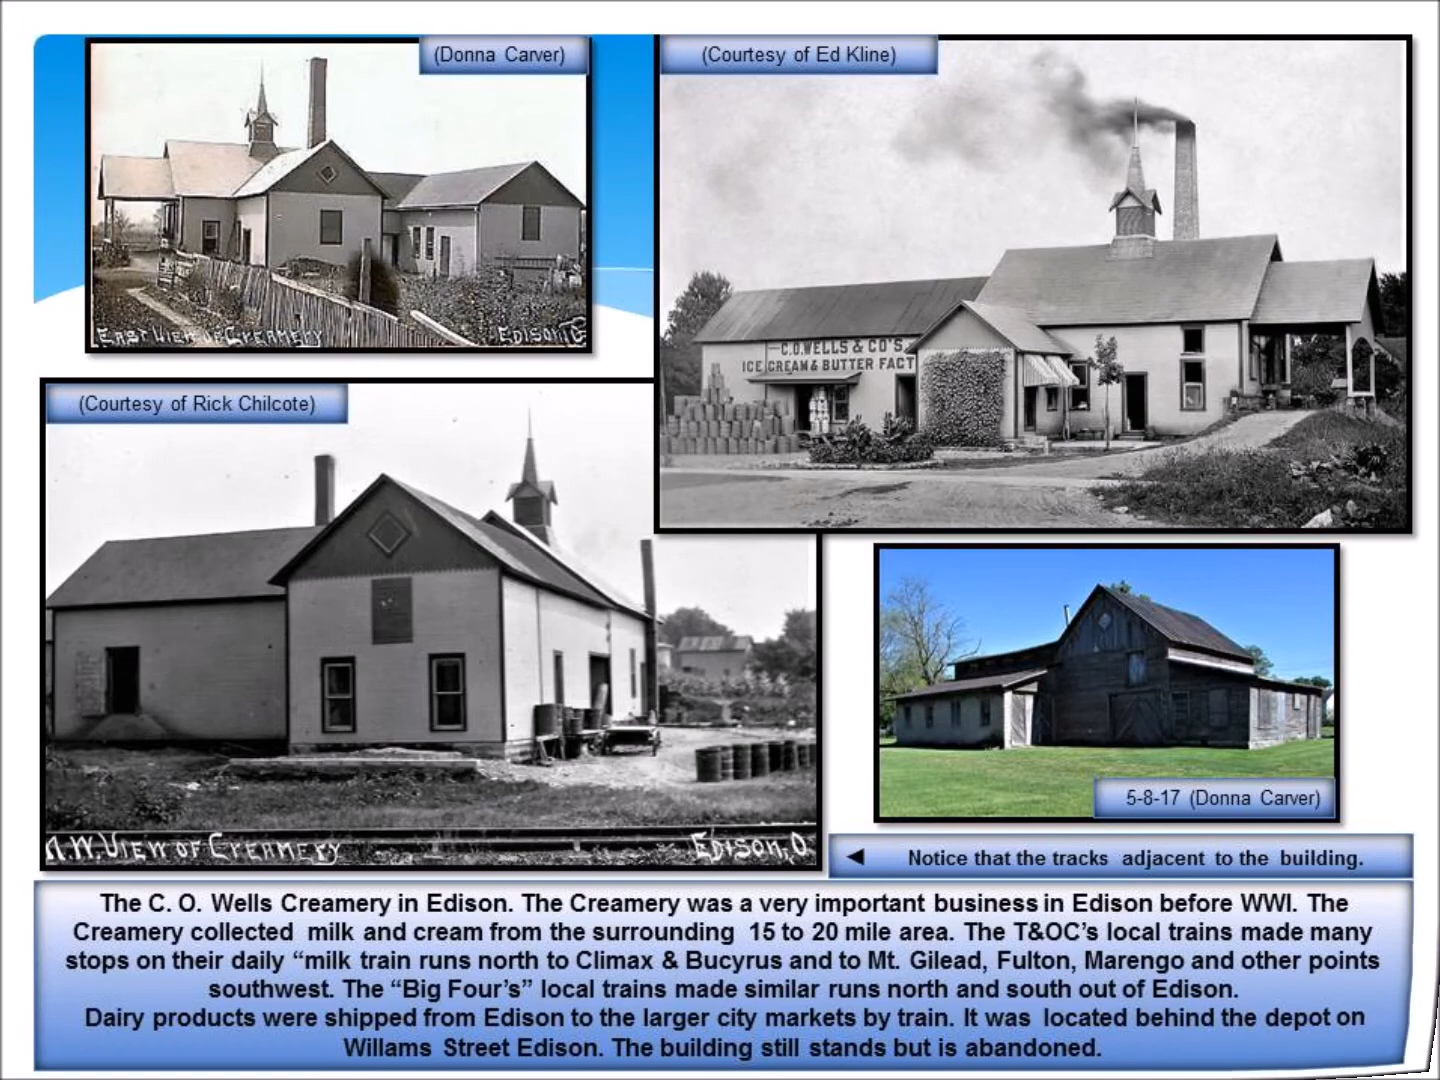 (Donna Carver)
(Courtesy of Ed Kline)
EAST VIEW OF CREAMERY EDISON, O
C.O. WELLS & CO'S
ICE CREAM & BUTTER FACT
(Courtesy of Rick Chilcote)
N.W. VIEW OF CREAMERY EDISON, O
5-8-17 (Donna Carver)
◄ Notice that the tracks adjacent to the building.
The C. O. Wells Creamery in Edison. The Creamery was a very important business in Edison before WWI. The
Creamery collected milk and cream from the surrounding 15 to 20 mile area. The T&OC’s local trains made many
stops on their daily “milk train runs north to Climax & Bucyrus and to Mt. Gilead, Fulton, Marengo and other points
southwest. The “Big Four’s” local trains made similar runs north and south out of Edison.
Dairy products were shipped from Edison to the larger city markets by train. It was located behind the depot on
Willams Street Edison. The building still stands but is abandoned.